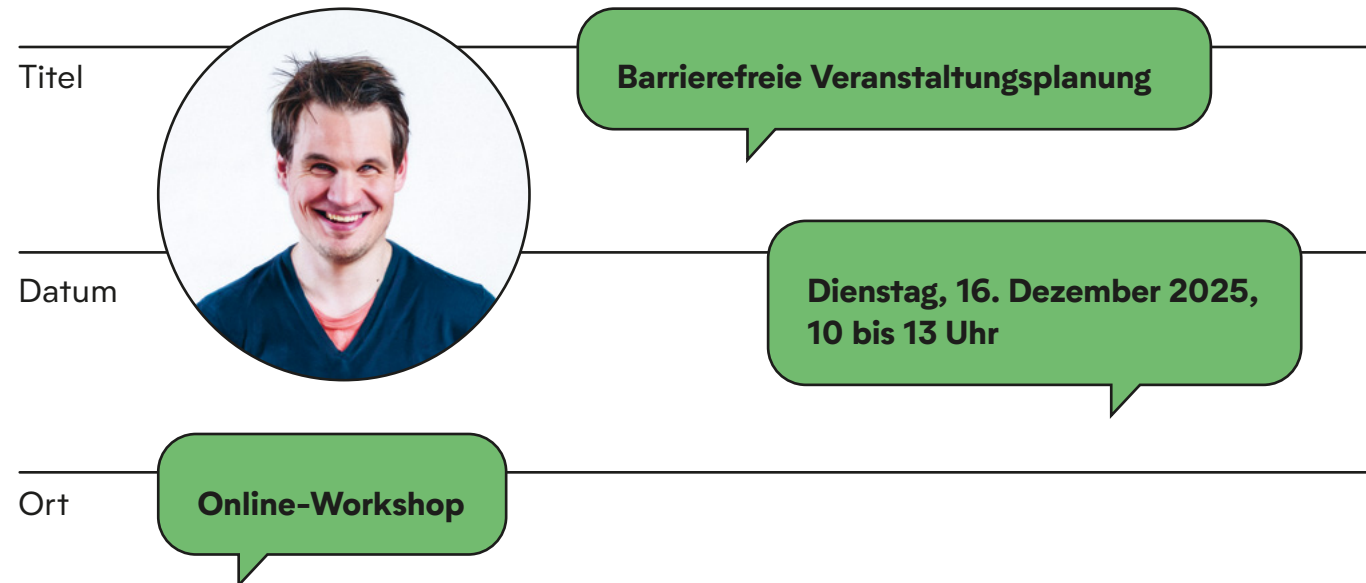 Titel
Barrierefreie Veranstaltungsplanung
Datum
Dienstag, 16. Dezember 2025,
10 bis 13 Uhr
Ort
Online-Workshop